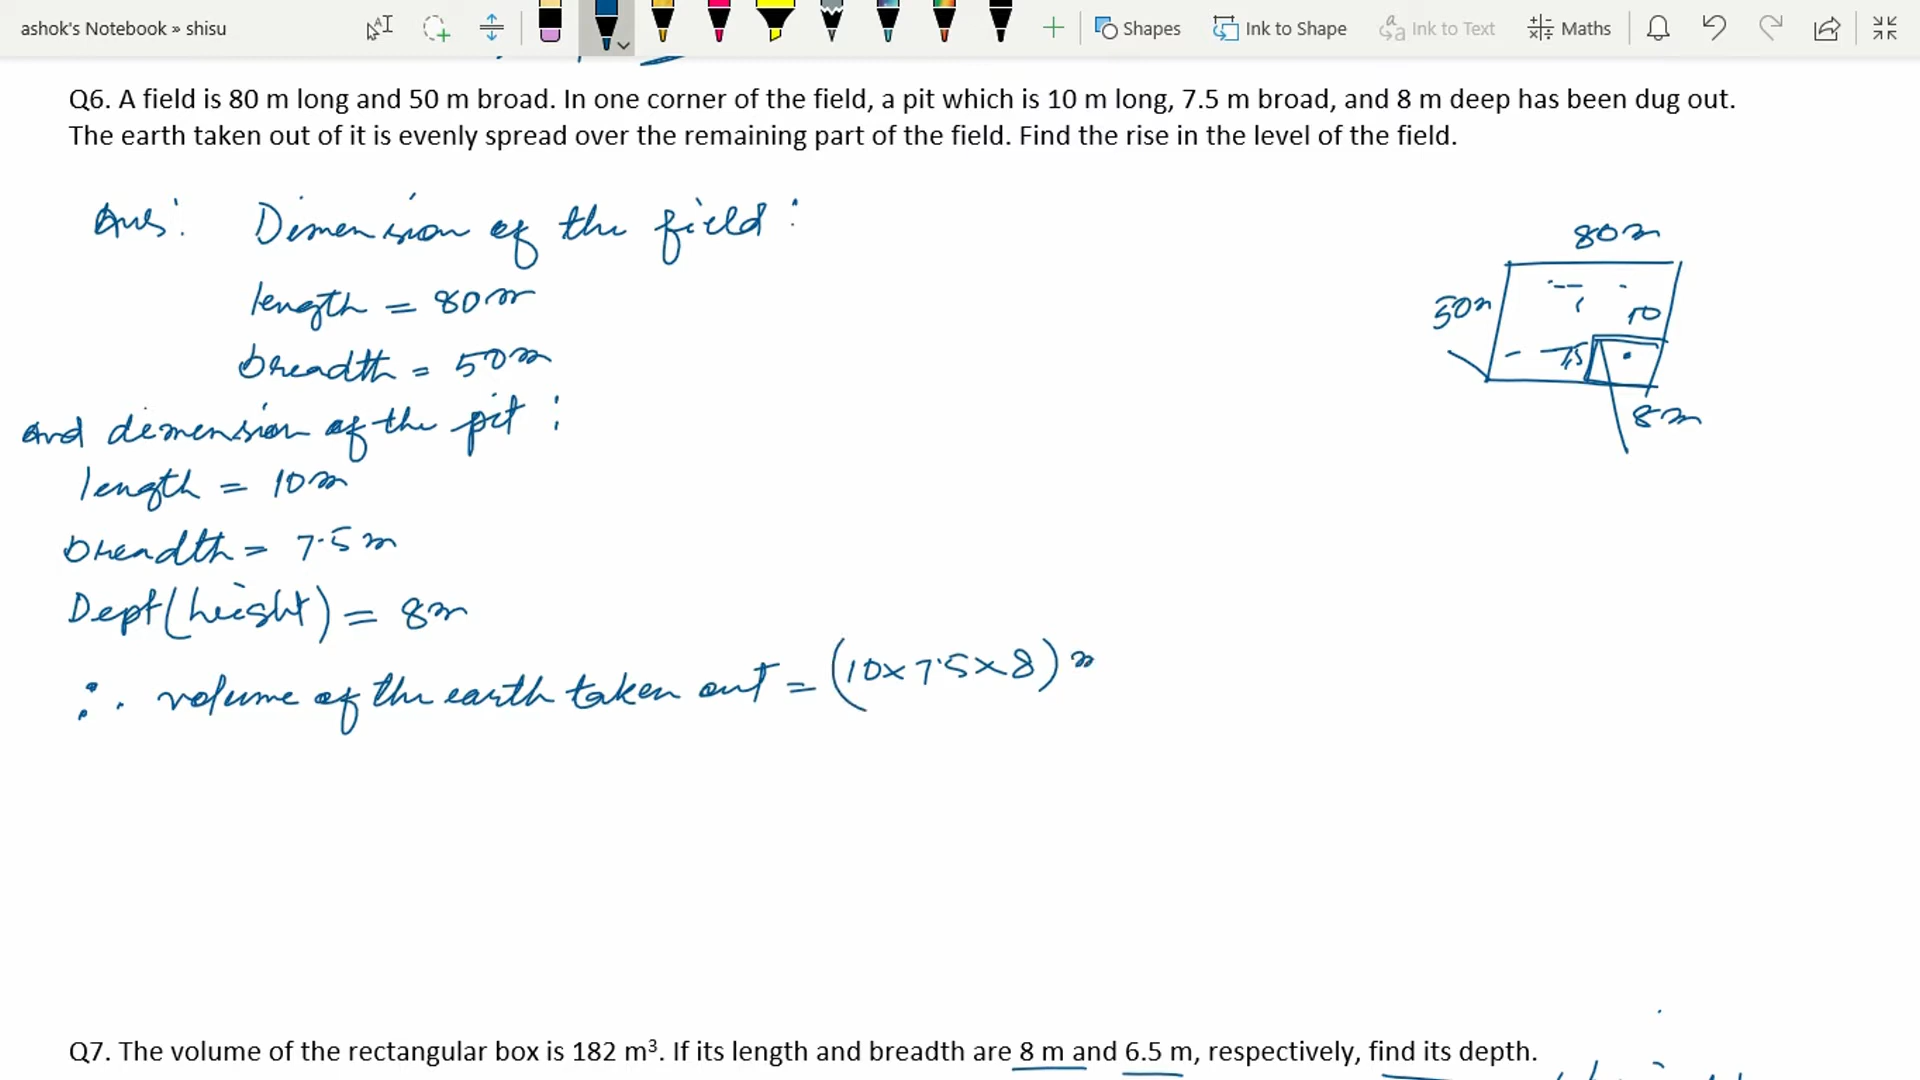 ashok's Notebook » shisu
Shapes
Ink to Shape
Ink to Text
Maths
Q6. A field is 80 m long and 50 m broad. In one corner of the field, a pit which is 10 m long, 7.5 m broad, and 8 m deep has been dug out.
The earth taken out of it is evenly spread over the remaining part of the field. Find the rise in the level of the field.
Ans: Dimension of the field:
length = 80m
breadth = 50m
And dimension of the pit:
length = 10m
breadth = 7.5m
Dept(height) = 8m
∴ volume of the earth taken out = (10×7.5×8) m
80m
50m
10
7.5
8m
Q7. The volume of the rectangular box is 182 m³. If its length and breadth are 8 m and 6.5 m, respectively, find its depth.